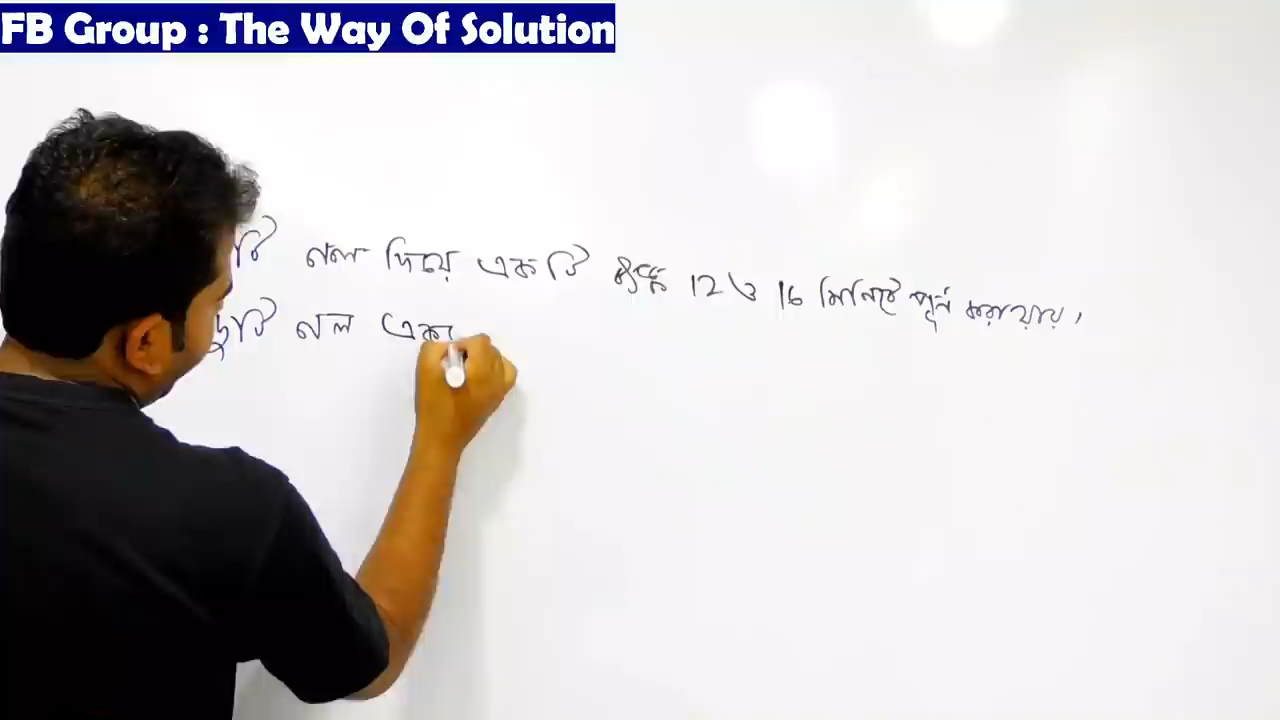 FB Group : The Way Of Solution
টি নল দিয়ে একটি ট্যাঙ্ক 12 ও 16 মিনিটে পূর্ন করা যায়,
দুটি নল একা